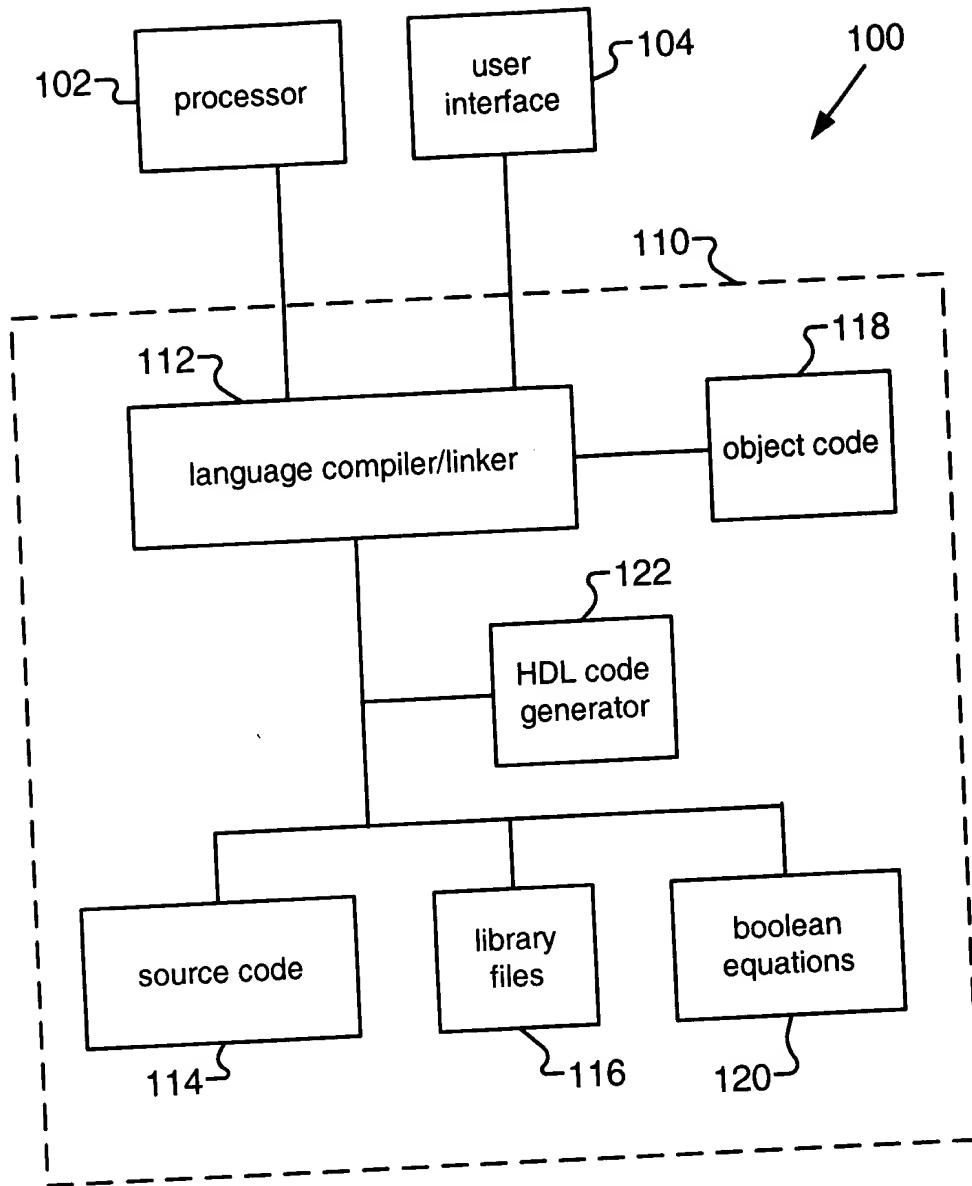 102
processor
user
interface
104
100
110
112
language compiler/linker
118
object code
122
HDL code
generator
source code
114
library
files
116
boolean
equations
120